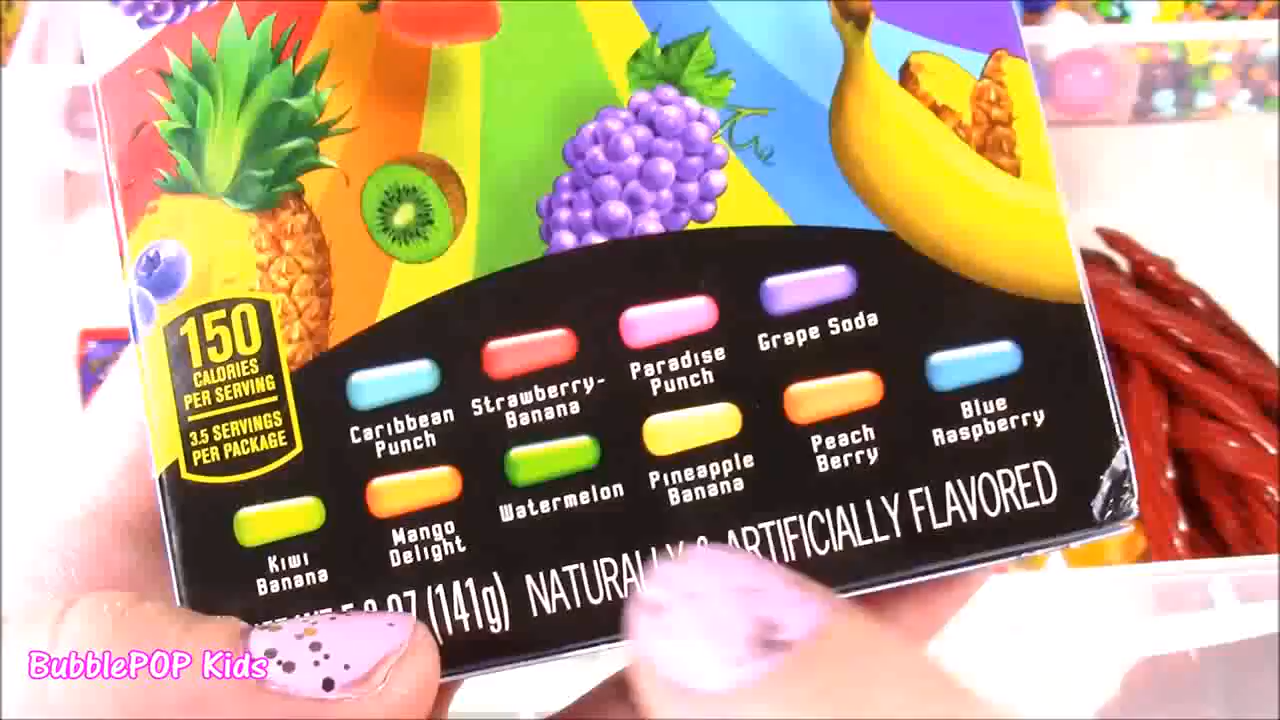 150
CALORIES
PER SERVING
3.5 SERVINGS
PER PACKAGE
Caribbean
Punch
Strawberry-
Banana
Paradise
Punch
Grape Soda
Kiwi
Banana
Mango
Delight
Watermelon
Pineapple
Banana
Peach
Berry
Blue
Raspberry
(141g) NATURALLY & ARTIFICIALLY FLAVORED
BubblePOP Kids